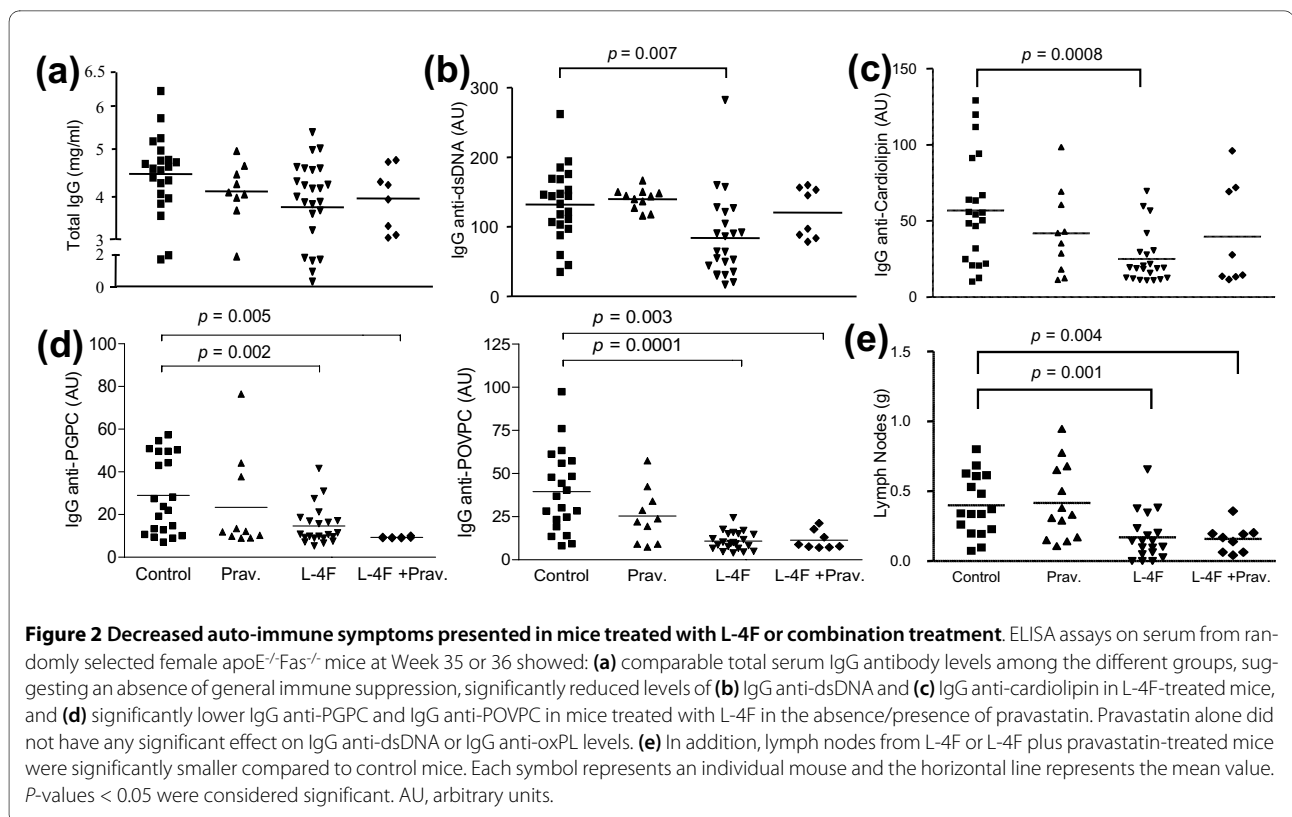 (a)
6.5
6
5
4
3
2
0
Total IgG (mg/ml)
(b)
p = 0.007
300
200
100
0
IgG anti-dsDNA (AU)
(c)
p = 0.0008
150
100
50
0
IgG anti-Cardiolipin (AU)
(d)
p = 0.005
p = 0.002
100
80
60
40
20
0
IgG anti-PGPC (AU)
Control Prav. L-4F L-4F +Prav.
p = 0.003
p = 0.0001
125
100
75
50
25
0
IgG anti-POVPC (AU)
Control Prav. L-4F L-4F +Prav.
(e)
p = 0.004
p = 0.001
1.5
1.0
0.5
0.0
Lymph Nodes (g)
Control Prav. L-4F L-4F +Prav.
Figure 2 Decreased auto-immune symptoms presented in mice treated with L-4F or combination treatment. ELISA assays on serum from ran-
domly selected female apoE-/-Fas-/- mice at Week 35 or 36 showed: (a) comparable total serum IgG antibody levels among the different groups, sug-
gesting an absence of general immune suppression, significantly reduced levels of (b) IgG anti-dsDNA and (c) IgG anti-cardiolipin in L-4F-treated mice,
and (d) significantly lower IgG anti-PGPC and IgG anti-POVPC in mice treated with L-4F in the absence/presence of pravastatin. Pravastatin alone did
not have any significant effect on IgG anti-dsDNA or IgG anti-oxPL levels. (e) In addition, lymph nodes from L-4F or L-4F plus pravastatin-treated mice
were significantly smaller compared to control mice. Each symbol represents an individual mouse and the horizontal line represents the mean value.
P-values < 0.05 were considered significant. AU, arbitrary units.